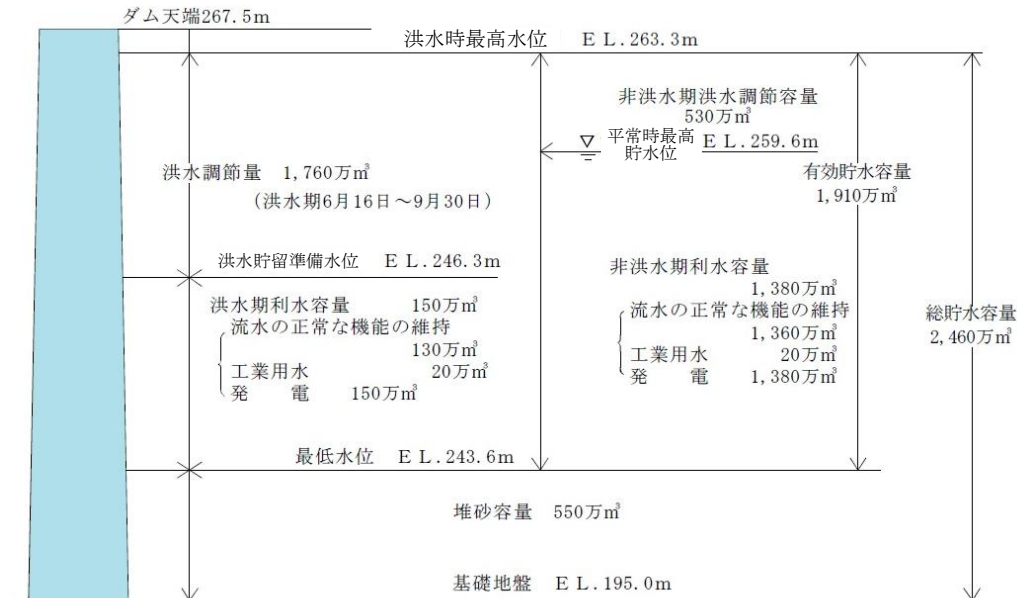 ダム天端267.5m
洪水時最高水位 ＥＬ.263.3m
非洪水期洪水調節容量
530万㎥
平常時最高
貯水位
ＥＬ.259.6m
洪水調節量 1,760万㎥
(洪水期6月16日～9月30日)
有効貯水容量
1,910万㎥
洪水貯留準備水位 ＥＬ.246.3m
洪水期利水容量 150万㎥
流水の正常な機能の維持
130万㎥
工業用水 20万㎥
発 電 150万㎥
非洪水期利水容量
1,380万㎥
流水の正常な機能の維持
1,360万㎥
工業用水 20万㎥
発 電 1,380万㎥
総貯水容量
2,460万㎥
最低水位 ＥＬ.243.6m
堆砂容量 550万㎥
基礎地盤 ＥＬ.195.0m